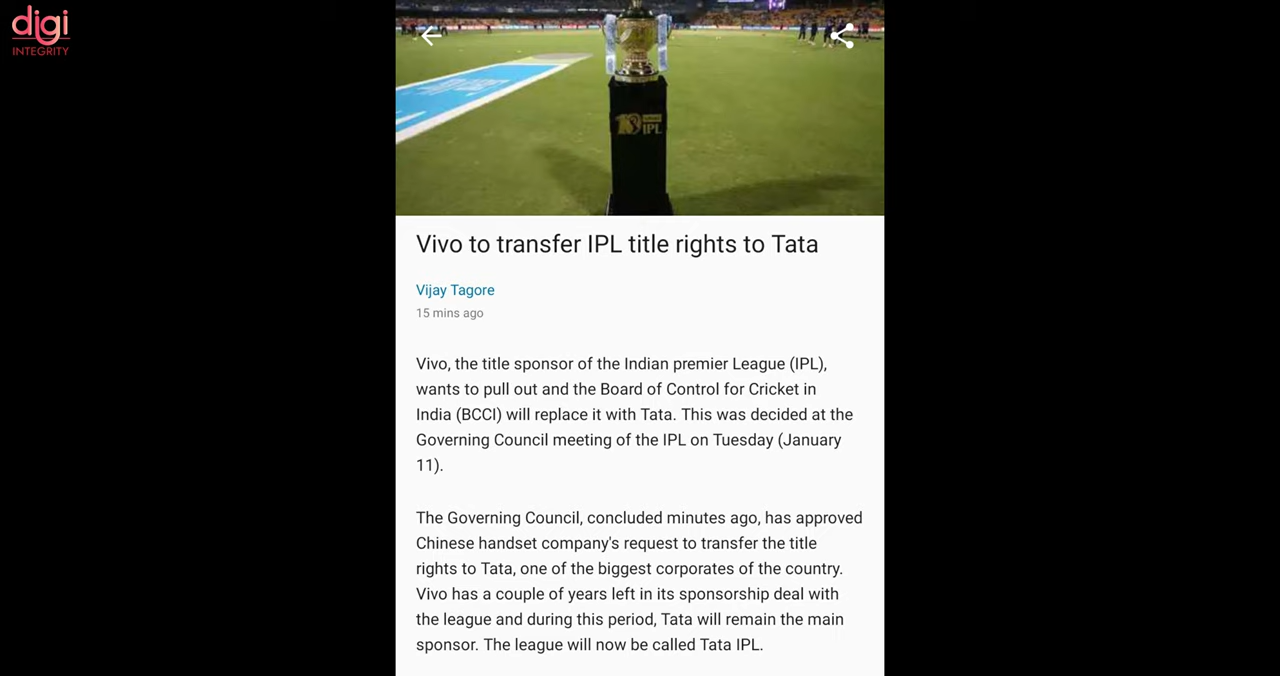 digi
INTEGRITY
IPL
Vivo to transfer IPL title rights to Tata
Vijay Tagore
15 mins ago
Vivo, the title sponsor of the Indian premier League (IPL),
wants to pull out and the Board of Control for Cricket in
India (BCCI) will replace it with Tata. This was decided at the
Governing Council meeting of the IPL on Tuesday (January
11).
The Governing Council, concluded minutes ago, has approved
Chinese handset company's request to transfer the title
rights to Tata, one of the biggest corporates of the country.
Vivo has a couple of years left in its sponsorship deal with
the league and during this period, Tata will remain the main
sponsor. The league will now be called Tata IPL.